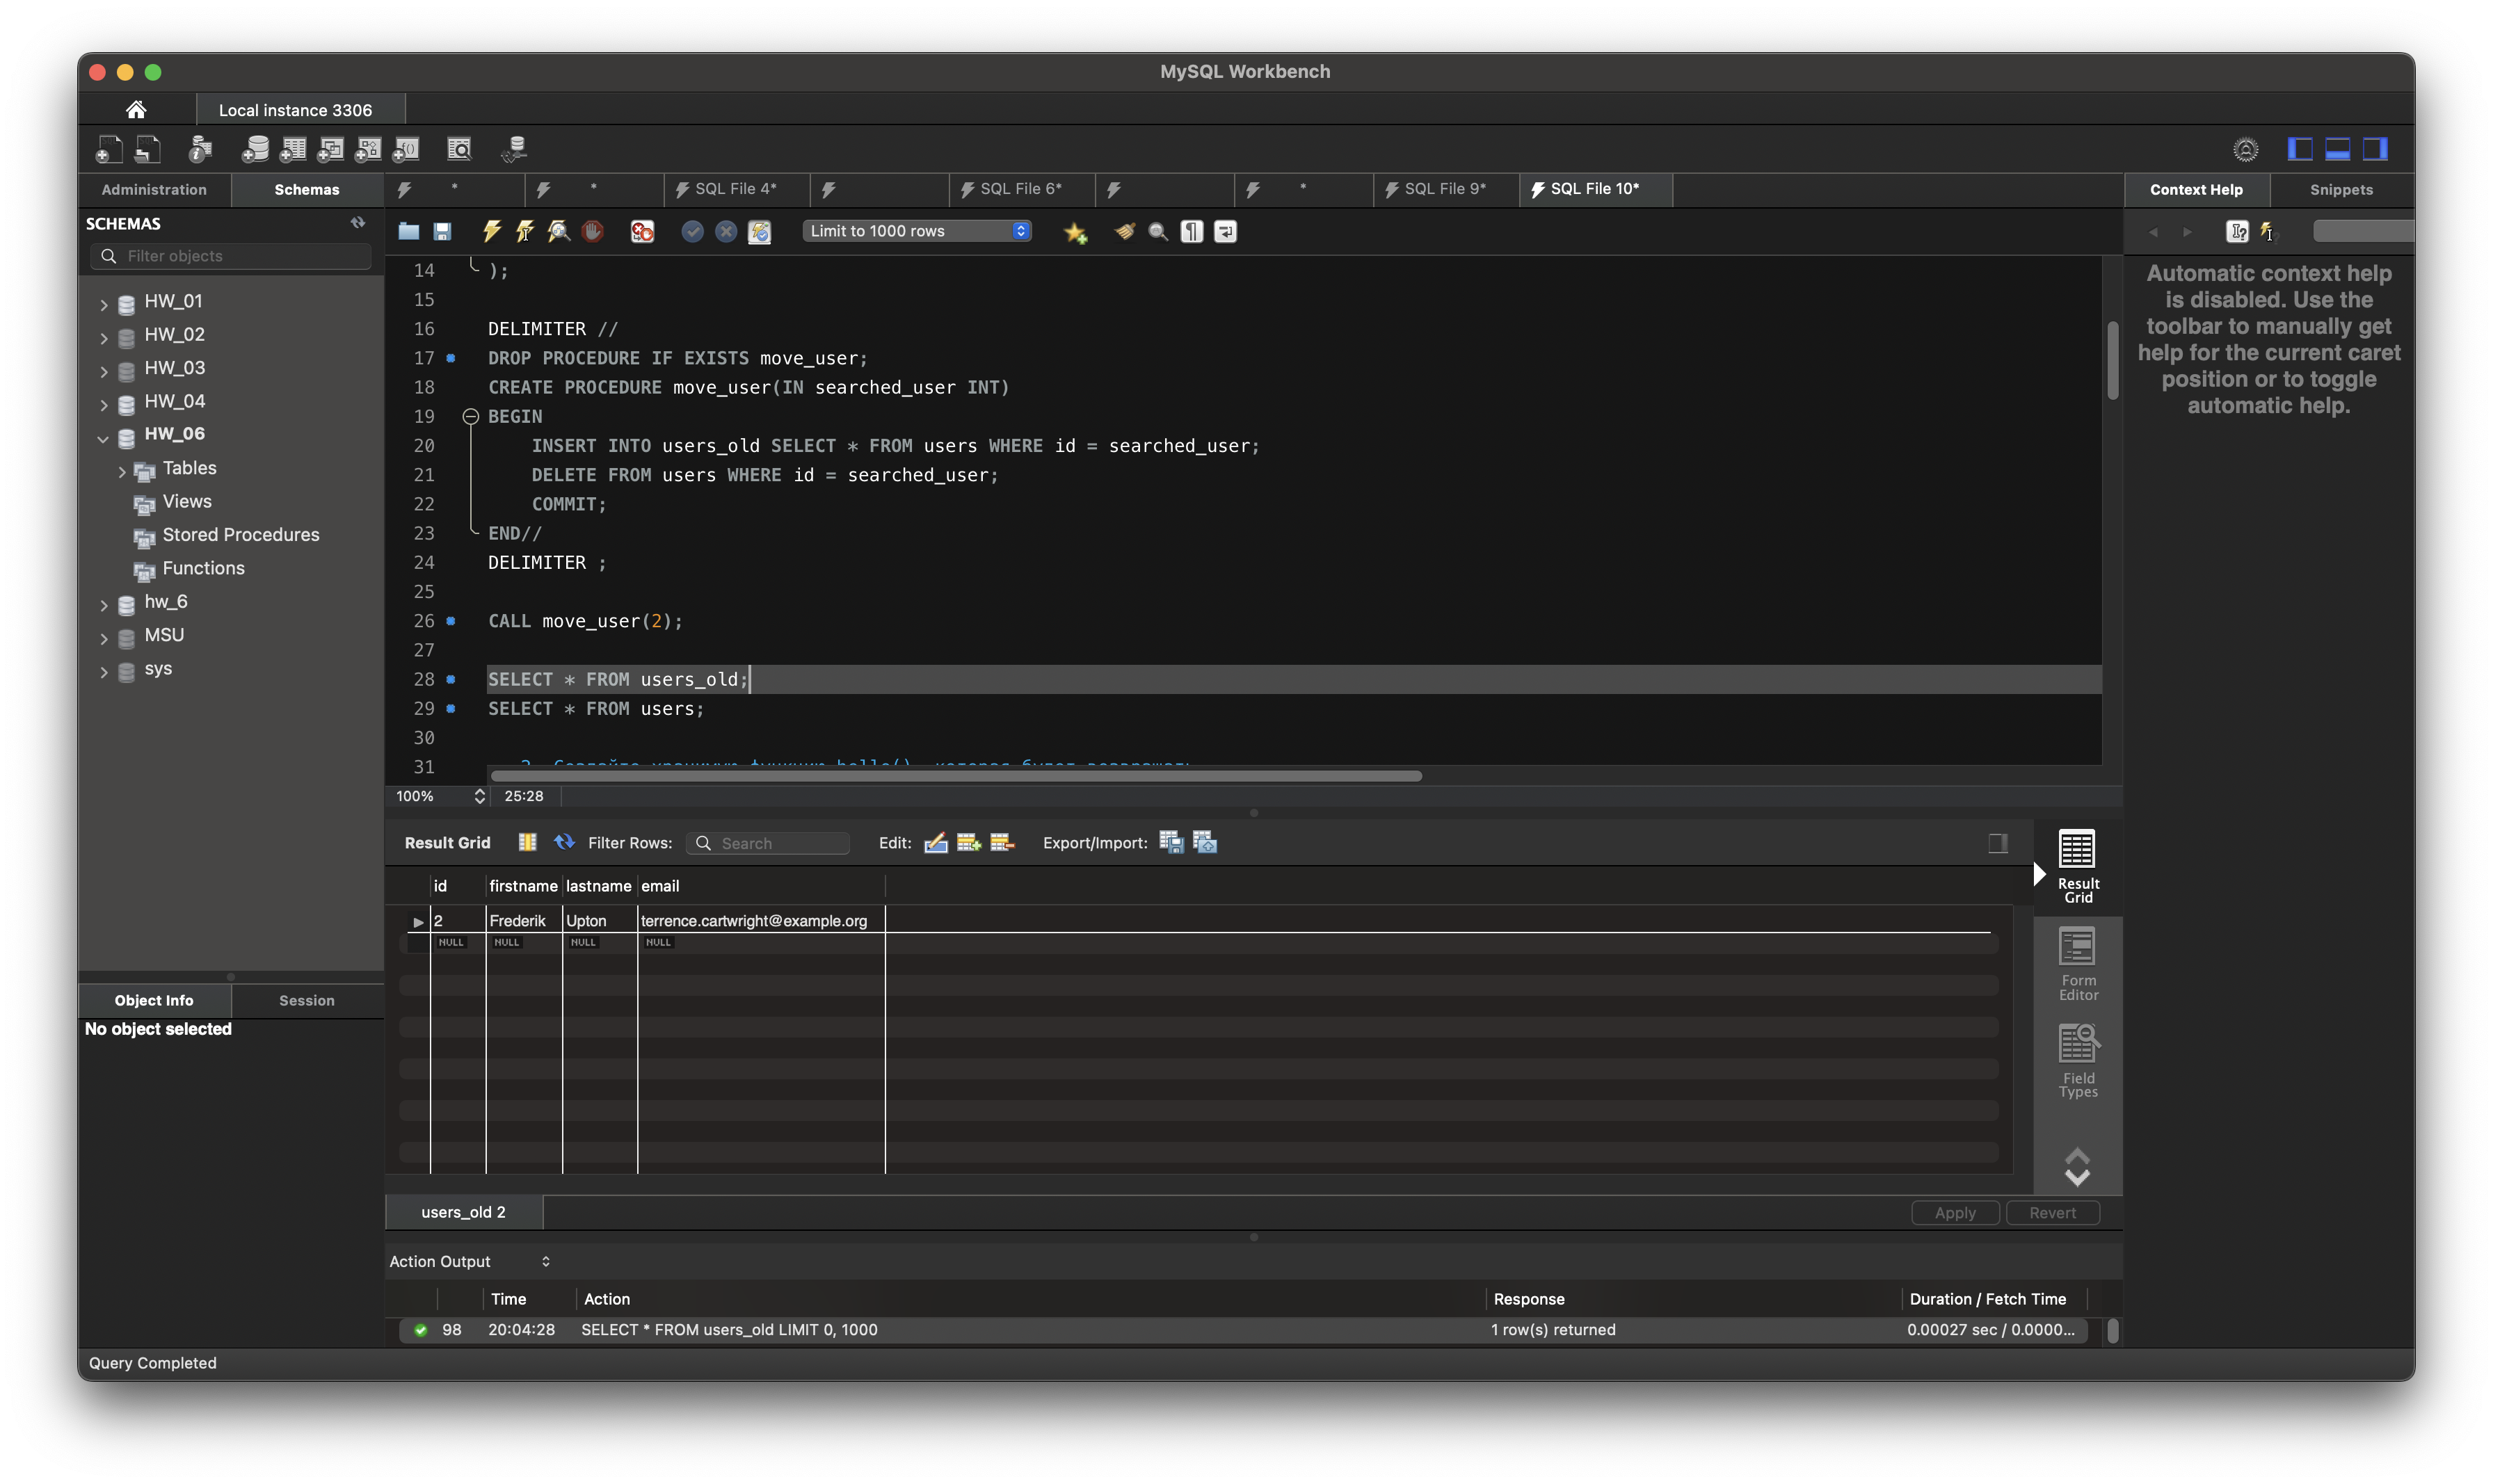 MySQL Workbench
Local instance 3306
Administration
Schemas
SQL File 4*
SQL File 6*
SQL File 9*
SQL File 10*
Context Help
Snippets
SCHEMAS
Filter objects
Limit to 1000 rows
HW_01
HW_02
HW_03
HW_04
HW_06
Tables
Views
Stored Procedures
Functions
hw_6
MSU
sys
14 );
15
16 DELIMITER //
17 DROP PROCEDURE IF EXISTS move_user;
18 CREATE PROCEDURE move_user(IN searched_user INT)
19 BEGIN
20 INSERT INTO users_old SELECT * FROM users WHERE id = searched_user;
21 DELETE FROM users WHERE id = searched_user;
22 COMMIT;
23 END//
24 DELIMITER ;
25
26 CALL move_user(2);
27
28 SELECT * FROM users_old;
29 SELECT * FROM users;
30
31
100% 25:28
Automatic context help
is disabled. Use the
toolbar to manually get
help for the current caret
position or to toggle
automatic help.
Result Grid Filter Rows: Search Edit: Export/Import:
id firstname lastname email
2 Frederik Upton terrence.cartwright@example.org
NULL NULL NULL NULL
Result
Grid
Form
Editor
Field
Types
Object Info
Session
No object selected
users_old 2
Apply
Revert
Action Output
Time Action Response Duration / Fetch Time
98 20:04:28 SELECT * FROM users_old LIMIT 0, 1000 1 row(s) returned 0.00027 sec / 0.0000...
Query Completed